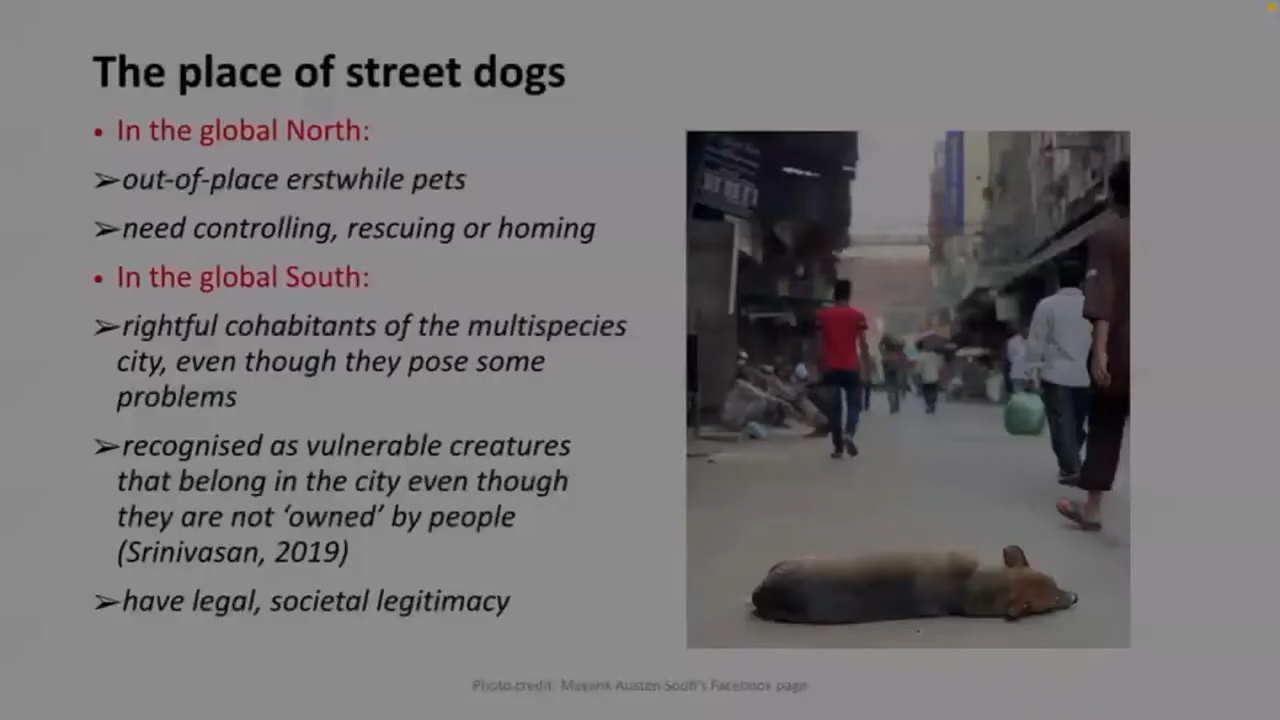 The place of street dogs
• In the global North:
➢out-of-place erstwhile pets
➢need controlling, rescuing or homing
• In the global South:
➢rightful cohabitants of the multispecies
city, even though they pose some
problems
➢recognised as vulnerable creatures
that belong in the city even though
they are not ‘owned’ by people
(Srinivasan, 2019)
➢have legal, societal legitimacy
Photo credit: Mayank Austen Soofi's Facebook page